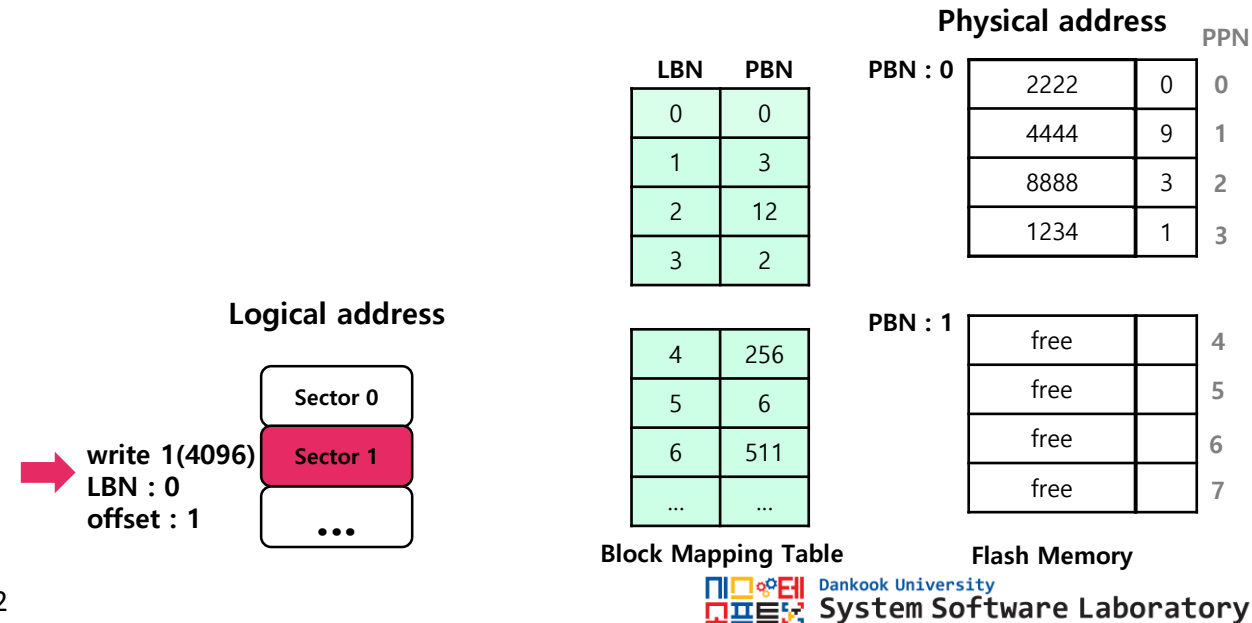 Physical address
PPN
LBN PBN
0 0
1 3
2 12
3 2
4 256
5 6
6 511
... ...
Block Mapping Table
PBN : 0
2222 0 0
4444 9 1
8888 3 2
1234 1 3
PBN : 1
free 4
free 5
free 6
free 7
Flash Memory
Logical address
Sector 0
Sector 1
...
write 1(4096)
LBN : 0
offset : 1
2
Dankook University
System Software Laboratory